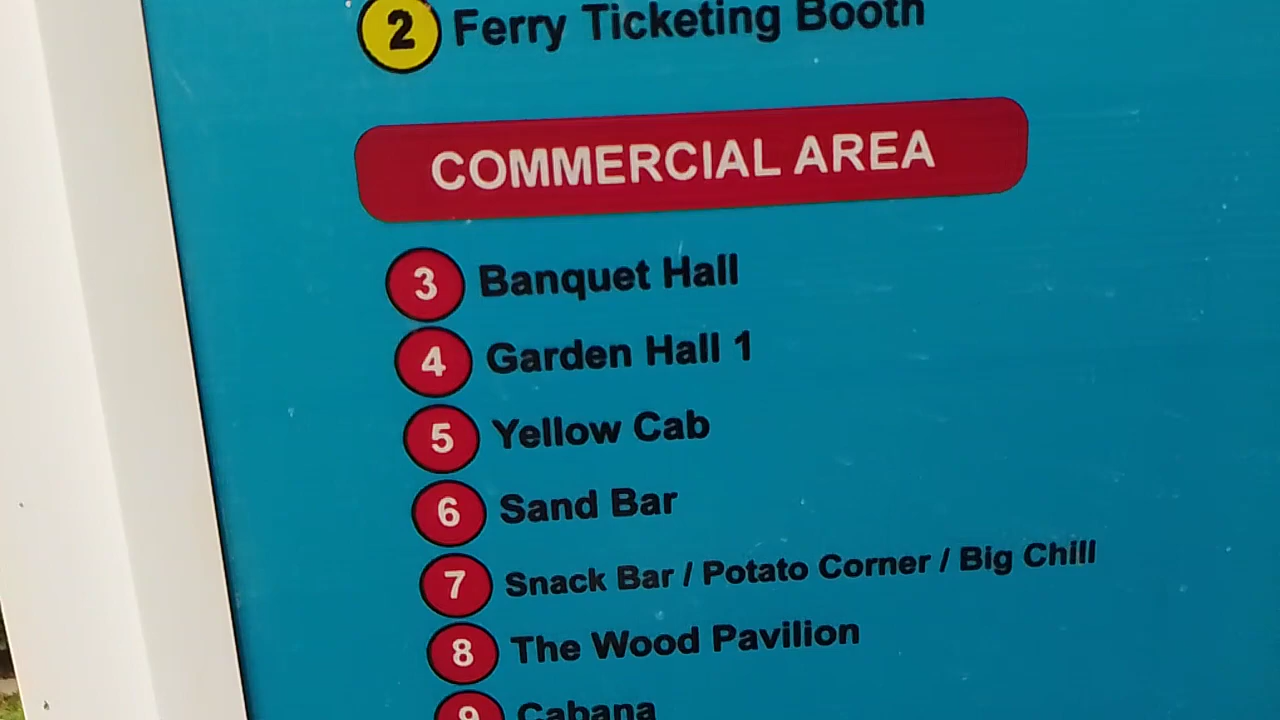 2 Ferry Ticketing Booth
COMMERCIAL AREA
3 Banquet Hall
4 Garden Hall 1
5 Yellow Cab
6 Sand Bar
7 Snack Bar / Potato Corner / Big Chill
8 The Wood Pavilion
9 Cabana